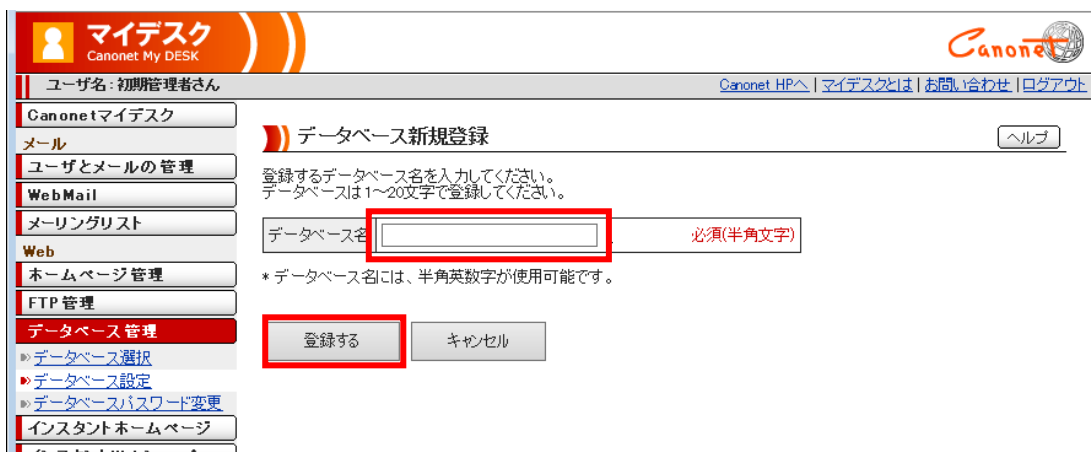 マイデスク
Canonet My DESK
Canonet
ユーザ名：初期管理者さん
Canonet HPへ | マイデスクとは | お問い合わせ | ログアウト
Canonetマイデスク
メール
ユーザとメールの管理
WebMail
メーリングリスト
Web
ホームページ管理
FTP管理
データベース管理
データベース選択
データベース設定
データベースパスワード変更
インスタントホームページ
データベース新規登録
ヘルプ
登録するデータベース名を入力してください。
データベースは1～20文字で登録してください。
データベース名 必須(半角文字)
* データベース名には、半角英数字が使用可能です。
登録する キャンセル